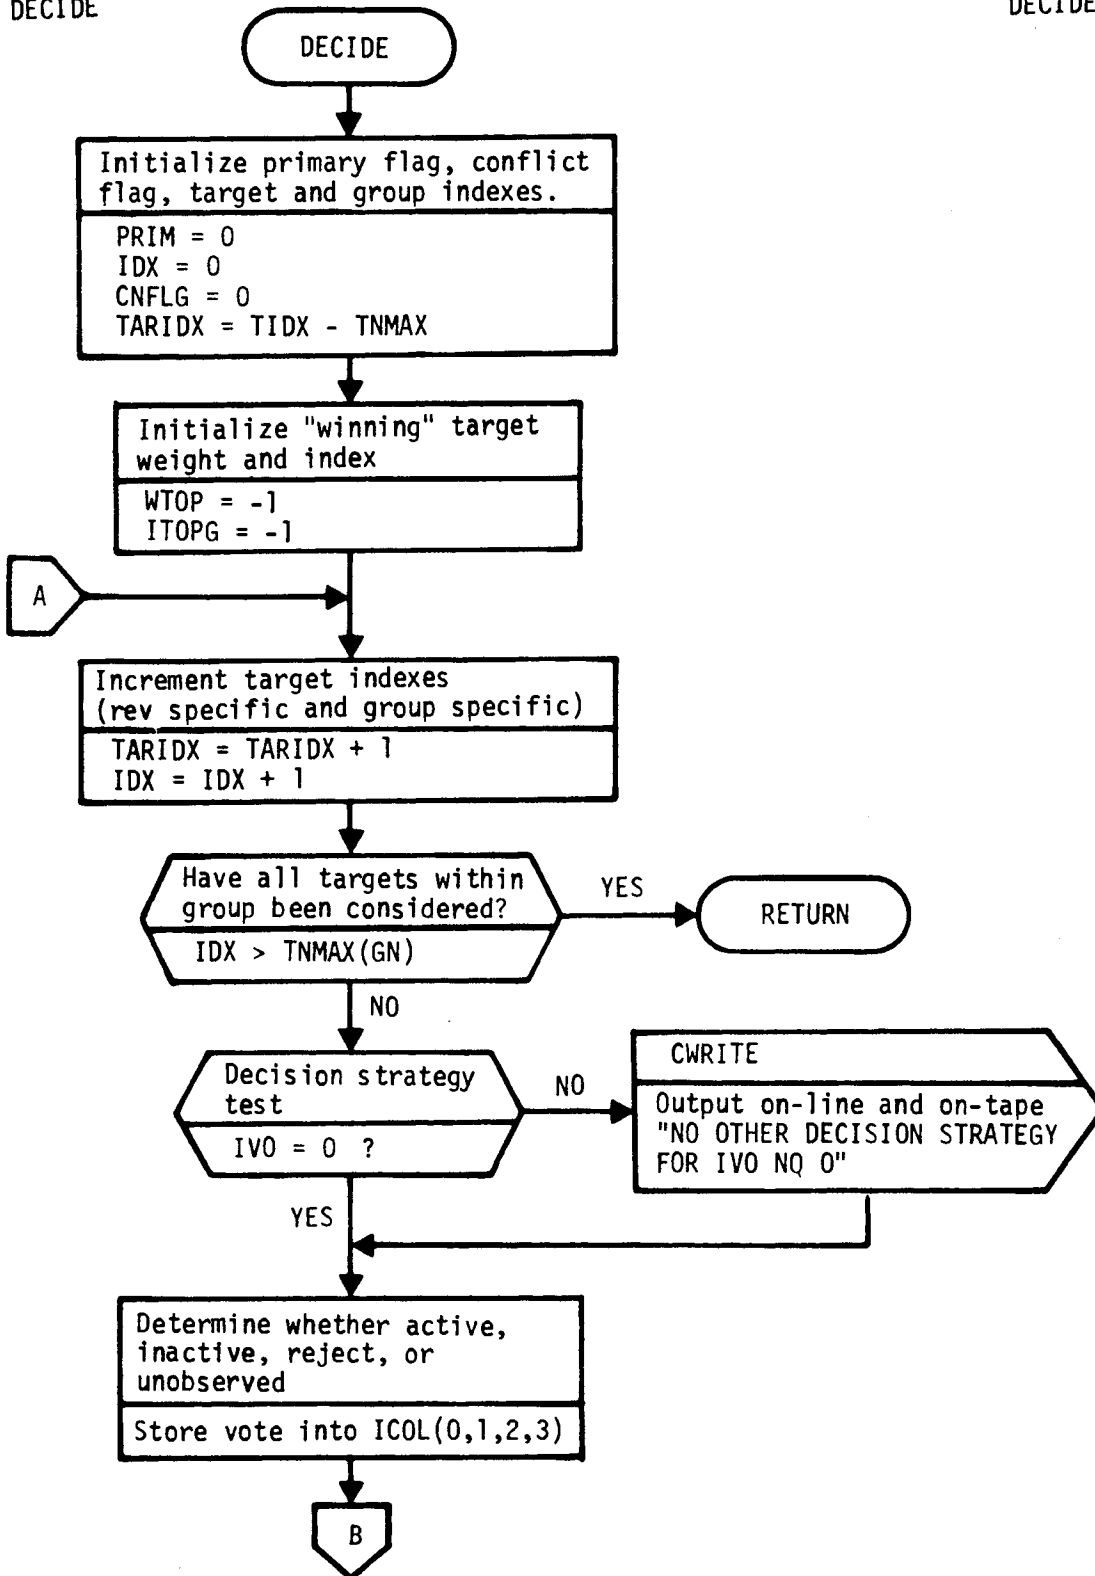 DECIDE
DECIDE
DECIDE
Initialize primary flag, conflict
flag, target and group indexes.
PRIM = 0
IDX = 0
CNFLG = 0
TARIDX = TIDX - TNMAX
Initialize "winning" target
weight and index
WTOP = -1
ITOPG = -1
A
Increment target indexes
(rev specific and group specific)
TARIDX = TARIDX + 1
IDX = IDX + 1
Have all targets within
group been considered?
IDX > TNMAX(GN)
YES
RETURN
NO
Decision strategy
test
IVO = 0 ?
NO
CWRITE
Output on-line and on-tape
"NO OTHER DECISION STRATEGY
FOR IVO NQ 0"
YES
Determine whether active,
inactive, reject, or
unobserved
Store vote into ICOL(0,1,2,3)
B